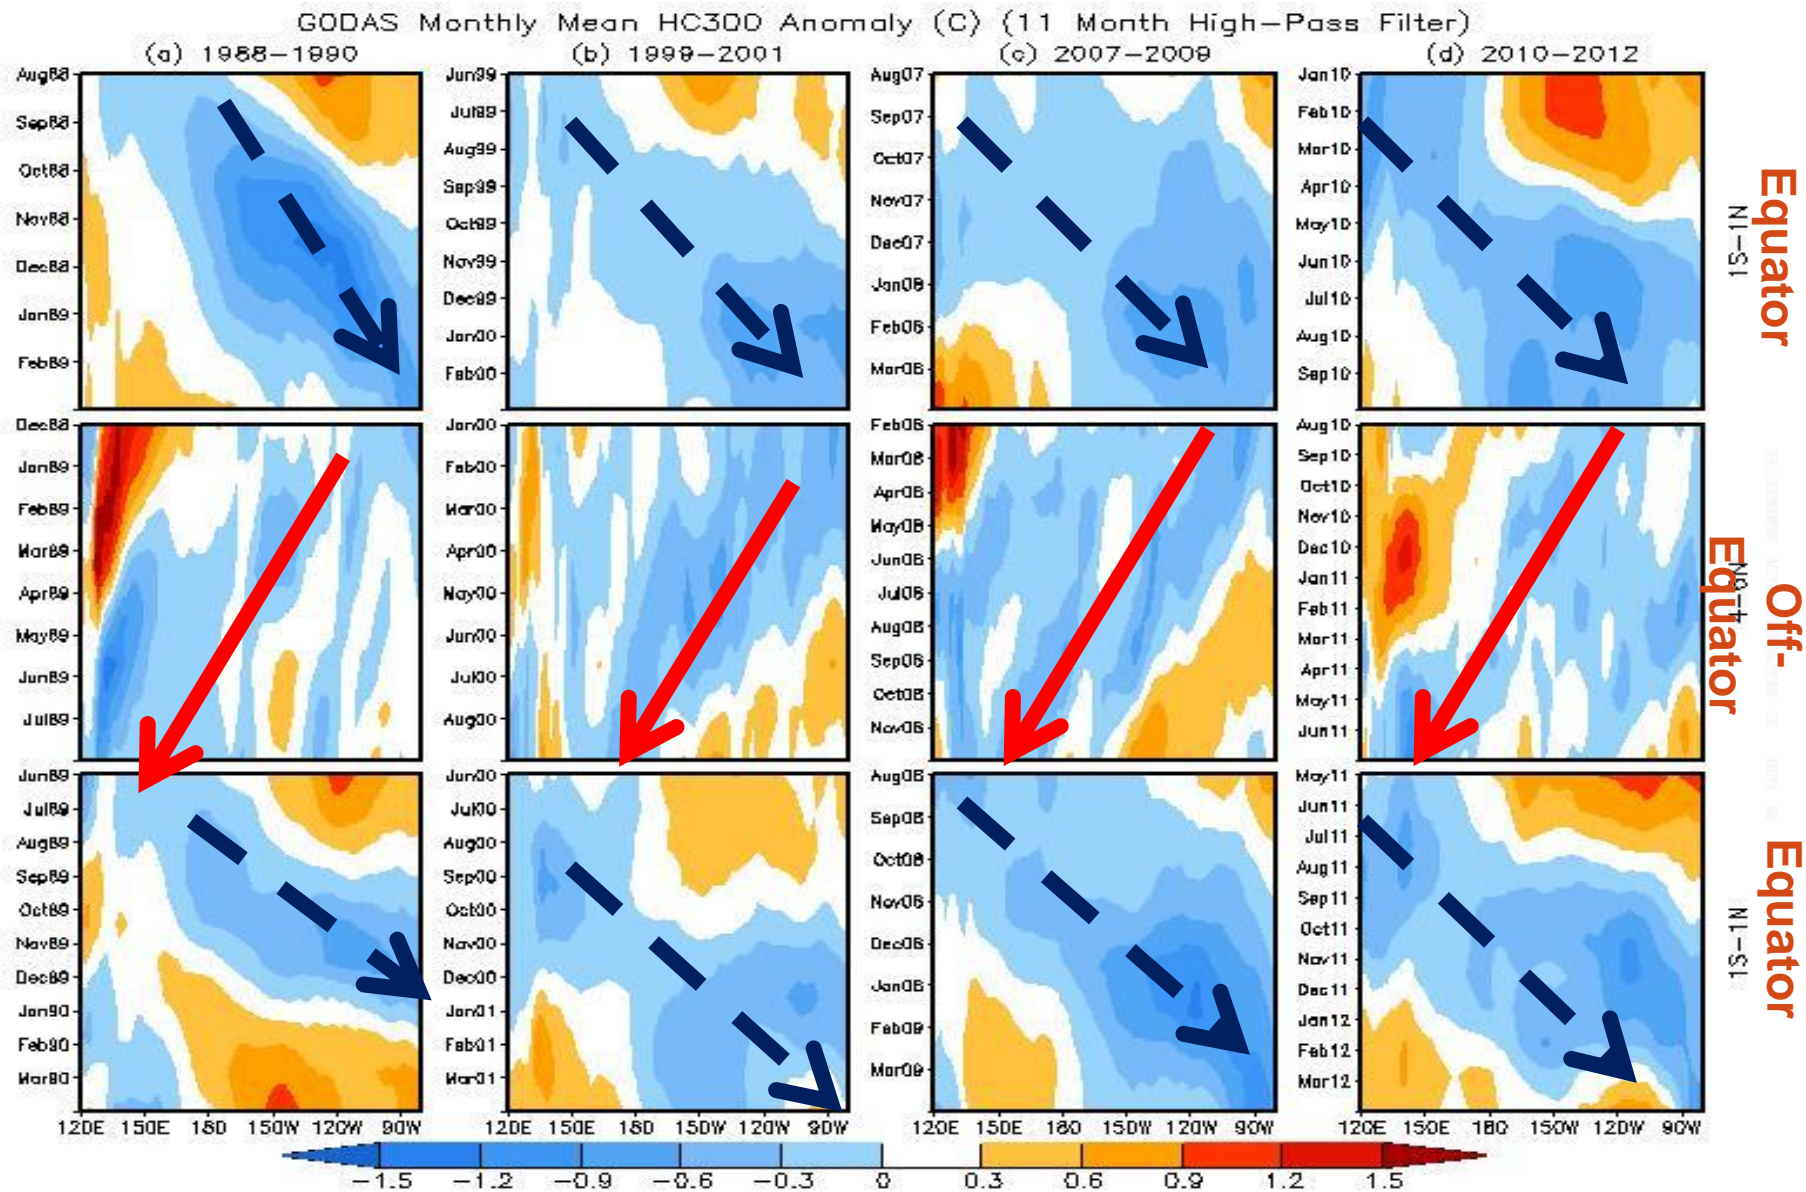 GODAS Monthly Mean HC300 Anomaly (C) (11 Month High-Pass Filter)
(a) 1988-1990
(b) 1999-2001
(c) 2007-2009
(d) 2010-2012
Aug88
Sep88
Oct88
Nov88
Dec88
Jan89
Feb89
Jun99
Jul99
Aug99
Sep99
Oct99
Nov99
Dec99
Jan00
Feb00
Aug07
Sep07
Oct07
Nov07
Dec07
Jan08
Feb08
Mar08
Jan10
Feb10
Mar10
Apr10
May10
Jun10
Jul10
Aug10
Sep10
1S-1N
Equator
Dec88
Jan89
Feb89
Mar89
Apr89
May89
Jun89
Jul89
Jan00
Feb00
Mar00
Apr00
May00
Jun00
Jul00
Aug00
Feb08
Mar08
Apr08
May08
Jun08
Jul08
Aug08
Sep08
Oct08
Nov08
Aug10
Sep10
Oct10
Nov10
Dec10
Jan11
Feb11
Mar11
Apr11
May11
Jun11
Off-
Equator
Jun89
Jul89
Aug89
Sep89
Oct89
Nov89
Dec89
Jan90
Feb90
Mar90
Jun00
Jul00
Aug00
Sep00
Oct00
Nov00
Dec00
Jan01
Feb01
Mar01
Aug08
Sep08
Oct08
Nov08
Dec08
Jan08
Feb09
Mar09
May11
Jun11
Jul11
Aug11
Sep11
Oct11
Nov11
Dec11
Jan12
Feb12
Mar12
1S-1N
Equator
120E 150E 180 150W 120W 90W
120E 150E 180 150W 120W 90W
120E 150E 180 150W 120W 90W
120E 150E 180 150W 120W 90W
-1.5 -1.2 -0.9 -0.6 -0.3 0 0.3 0.6 0.9 1.2 1.5